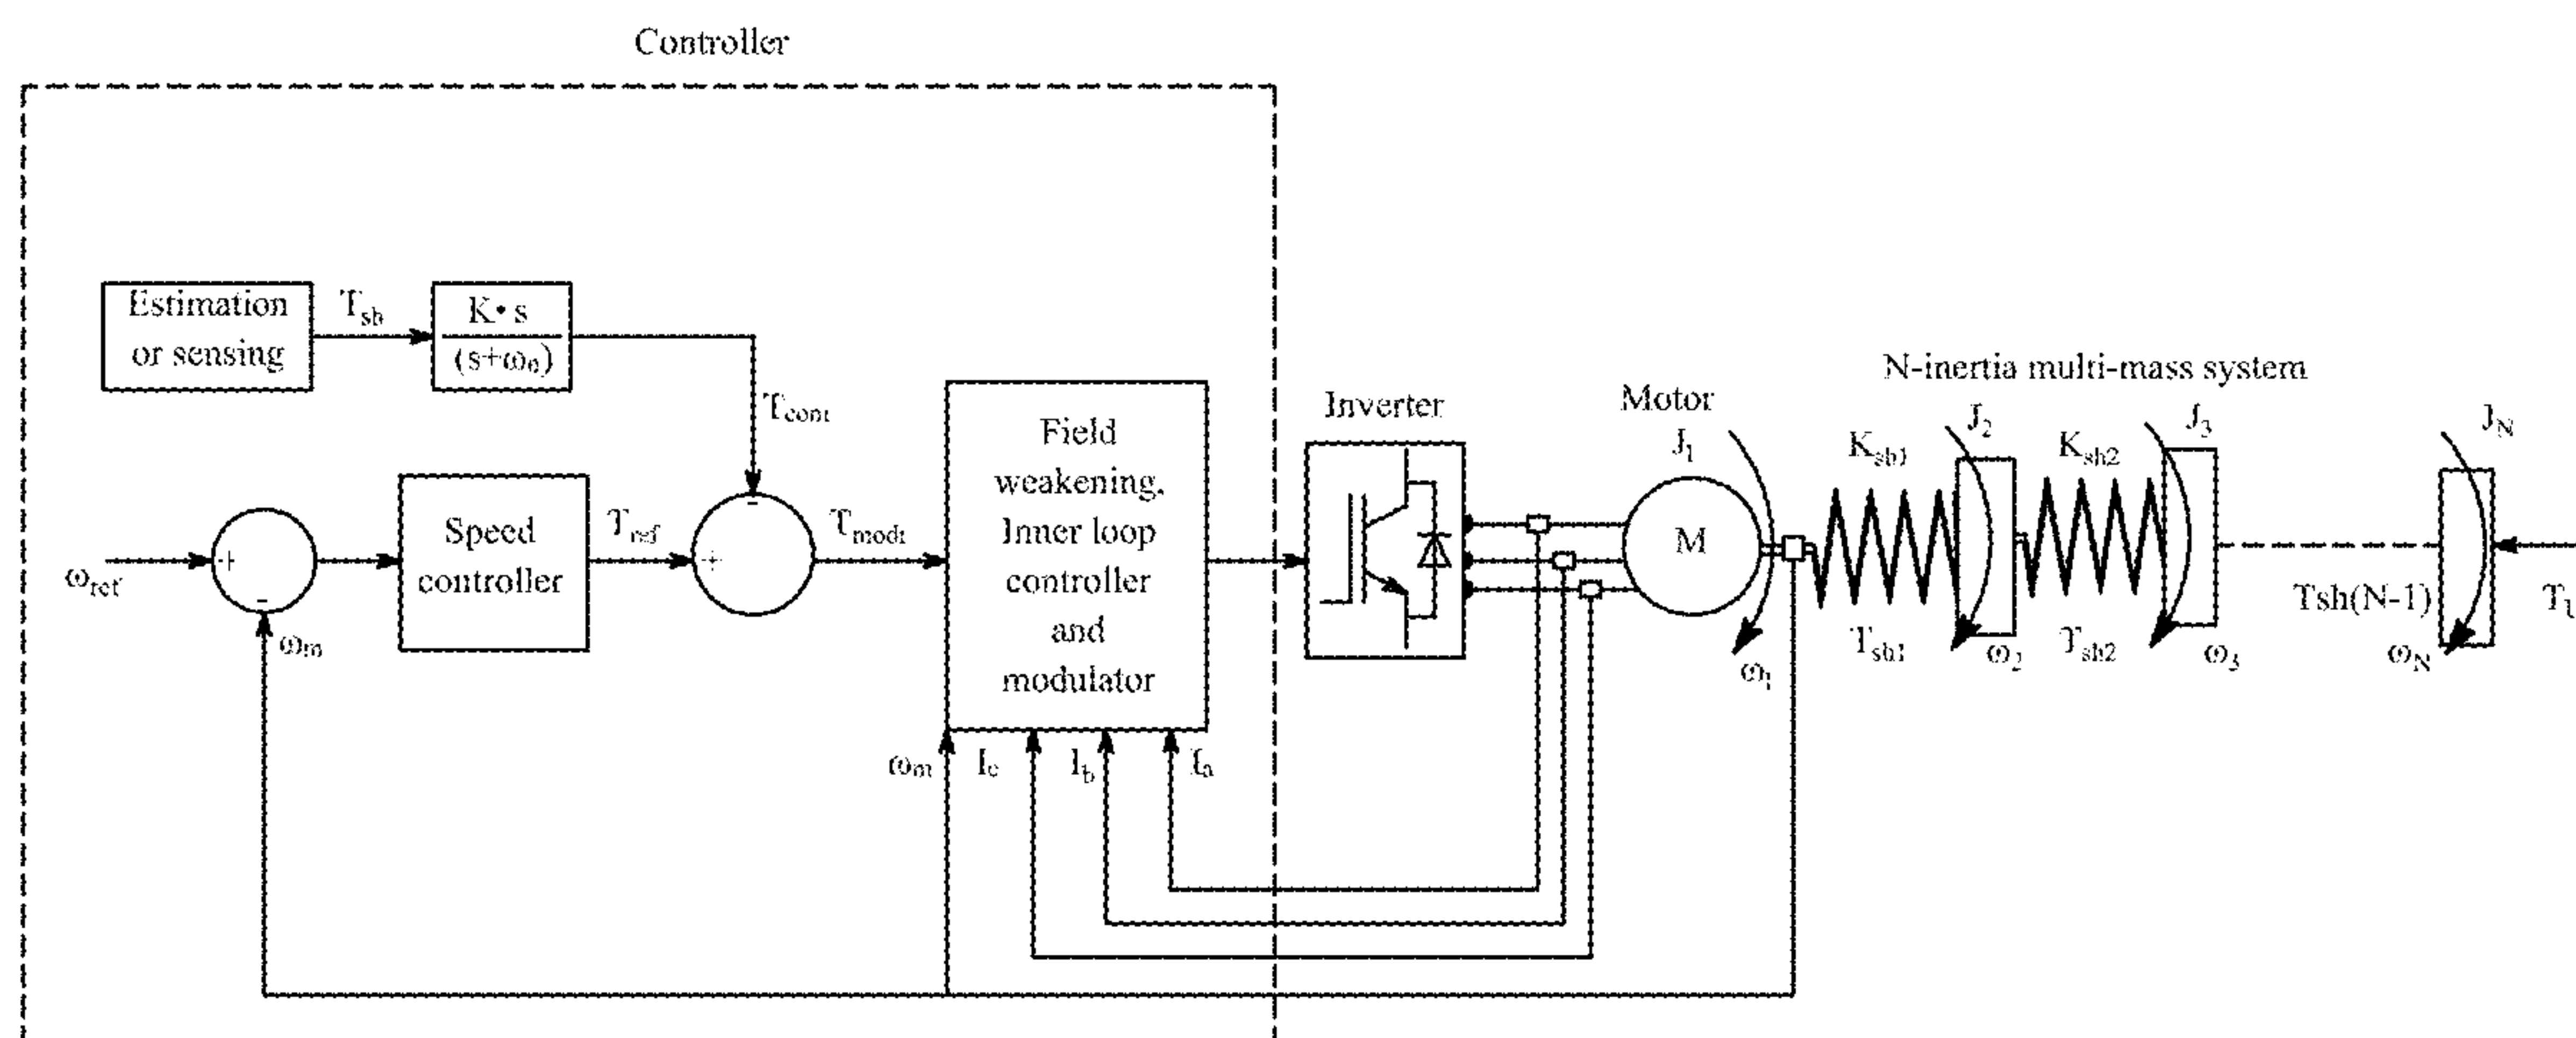 Controller
Estimation
or sensing
Tsh
K• s
(s+ω0)
Tcont
ωref
+
-
ωm
Speed
controller
Tref
+
-
Tmodi
Field
weakening,
Inner loop
controller
and
modulator
ωm
Ic
Ib
Ia
Inverter
Motor
J1
M
ω1
N-inertia multi-mass system
Ksh1
Tsh1
J2
ω2
Ksh2
Tsh2
J3
ω3
Tsh(N-1)
JN
ωN